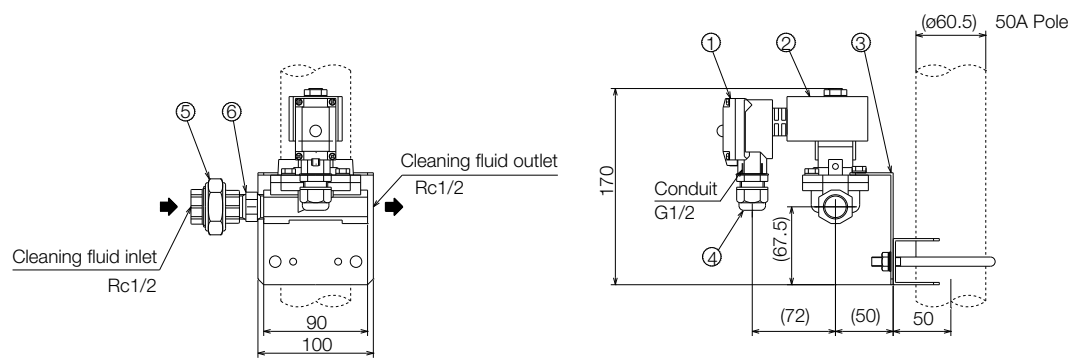 (ø60.5)
50A Pole
①
②
③
⑤
⑥
Cleaning fluid outlet
Rc1/2
170
Conduit
G1/2
(67.5)
④
Cleaning fluid inlet
Rc1/2
90
100
(72)
(50)
50